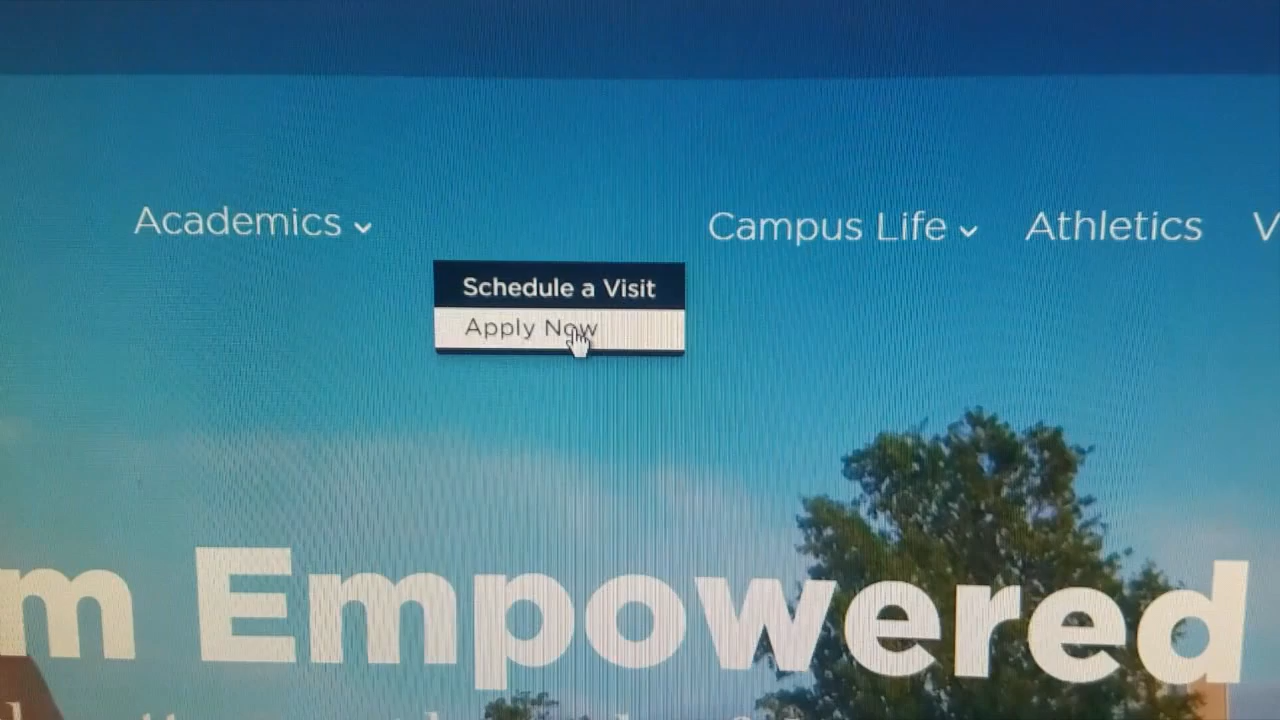 Academics Campus Life Athletics
Schedule a Visit
Apply Now
Empowered